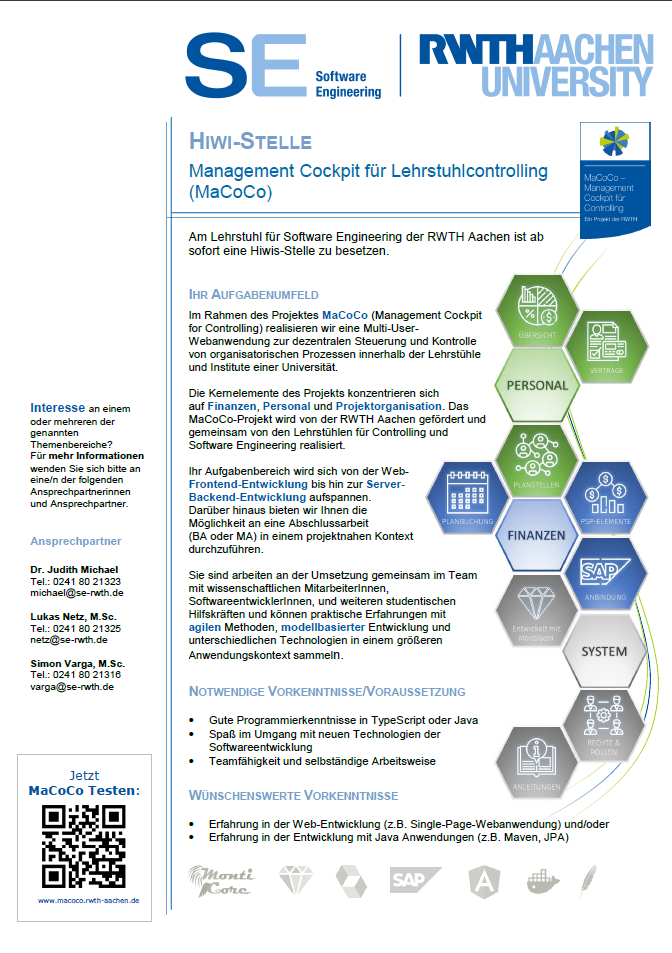 SE Software
Engineering
RWTHAACHEN
UNIVERSITY
HIWI-STELLE
Management Cockpit für Lehrstuhlcontrolling
(MaCoCo)
MaCoCo –
Management
Cockpit für
Controlling
Ein Projekt der RWTH
Am Lehrstuhl für Software Engineering der RWTH Aachen ist ab
sofort eine Hiwis-Stelle zu besetzen.
IHR AUFGABENUMFELD
Im Rahmen des Projektes MaCoCo (Management Cockpit
for Controlling) realisieren wir eine Multi-User-
Webanwendung zur dezentralen Steuerung und Kontrolle
von organisatorischen Prozessen innerhalb der Lehrstühle
und Institute einer Universität.
Die Kernelemente des Projekts konzentrieren sich
auf Finanzen, Personal und Projektorganisation. Das
MaCoCo-Projekt wird von der RWTH Aachen gefördert und
gemeinsam von den Lehrstühlen für Controlling und
Software Engineering realisiert.
Ihr Aufgabenbereich wird sich von der Web-
Frontend-Entwicklung bis hin zur Server-
Backend-Entwicklung aufspannen.
Darüber hinaus bieten wir Ihnen die
Möglichkeit an eine Abschlussarbeit
(BA oder MA) in einem projektnahen Kontext
durchzuführen.
Sie sind arbeiten an der Umsetzung gemeinsam im Team
mit wissenschaftlichen MitarbeiterInnen,
SoftwareentwicklerInnen, und weiteren studentischen
Hilfskräften und können praktische Erfahrungen mit
agilen Methoden, modellbasierter Entwicklung und
unterschiedlichen Technologien in einem größeren
Anwendungskontext sammeln.
NOTWENDIGE VORKENNTNISSE/VORAUSSETZUNG
• Gute Programmierkenntnisse in TypeScript oder Java
• Spaß im Umgang mit neuen Technologien der
Softwareentwicklung
• Teamfähigkeit und selbständige Arbeitsweise
WÜNSCHENSWERTE VORKENNTNISSE
• Erfahrung in der Web-Entwicklung (z.B. Single-Page-Webanwendung) und/oder
• Erfahrung in der Entwicklung mit Java Anwendungen (z.B. Maven, JPA)
ÜBERSICHT
VERTRÄGE
PERSONAL
PLANSTELLEN
PLANBUCHUNG
PSP-ELEMENTE
FINANZEN
SAP
ANBINDUNG
Entwickelt mit
MontiGem
SYSTEM
RECHTE &
ROLLEN
ANLEITUNGEN
Interesse an einem
oder mehreren der
genannten
Themenbereiche?
Für mehr Informationen
wenden Sie sich bitte an
eine/n der folgenden
Ansprechpartnerinnen
und Ansprechpartner.
Ansprechpartner
Dr. Judith Michael
Tel.: 0241 80 21323
michael@se-rwth.de
Lukas Netz, M.Sc.
Tel.: 0241 80 21325
netz@se-rwth.de
Simon Varga, M.Sc.
Tel.: 0241 80 21316
varga@se-rwth.de
Jetzt
MaCoCo Testen:
www.macoco.rwth-aachen.de
Monti
Core
SAP
A